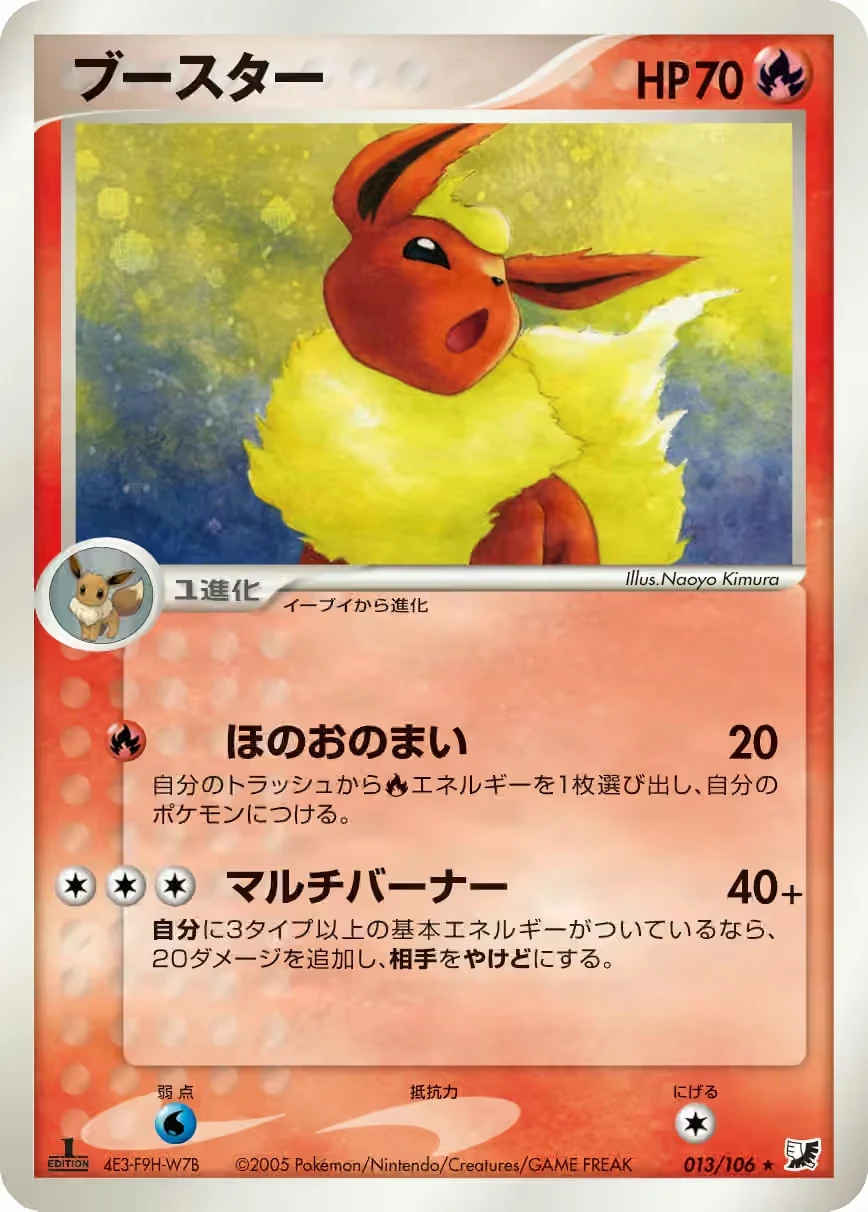 ブースター
HP70
Illus.Naoyo Kimura
1進化
イーブイから進化
ほのおのまい 20
自分のトラッシュからエネルギーを1枚選び出し、自分の
ポケモンにつける。
マルチバーナー 40+
自分に3タイプ以上の基本エネルギーがついているなら、
20ダメージを追加し、相手をやけどにする。
弱点 抵抗力 にげる
1
EDITION
4E3-F9H-W7B ©2005 Pokémon/Nintendo/Creatures/GAME FREAK 013/106 ★